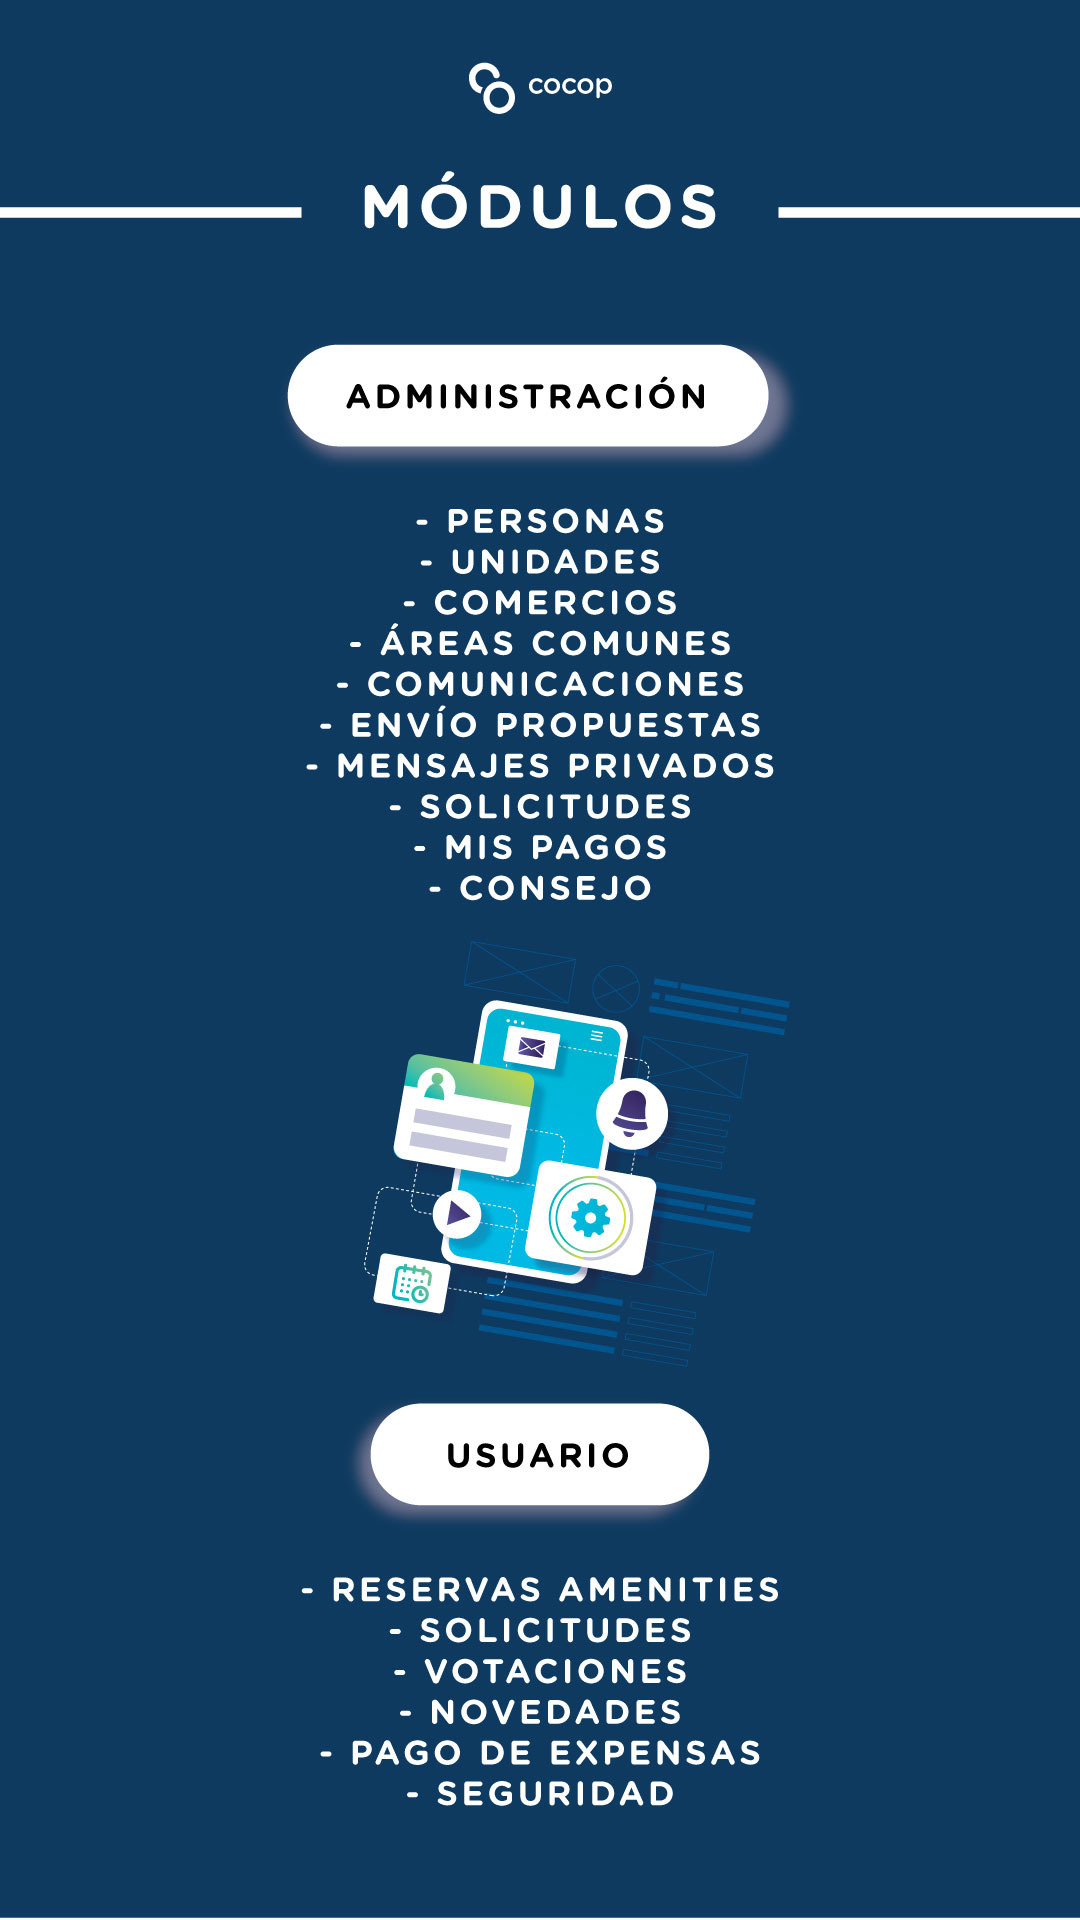 cocop
MÓDULOS
ADMINISTRACIÓN
- PERSONAS
- UNIDADES
- COMERCIOS
- ÁREAS COMUNES
- COMUNICACIONES
- ENVÍO PROPUESTAS
- MENSAJES PRIVADOS
- SOLICITUDES
- MIS PAGOS
- CONSEJO
USUARIO
- RESERVAS AMENITIES
- SOLICITUDES
- VOTACIONES
- NOVEDADES
- PAGO DE EXPENSAS
- SEGURIDAD